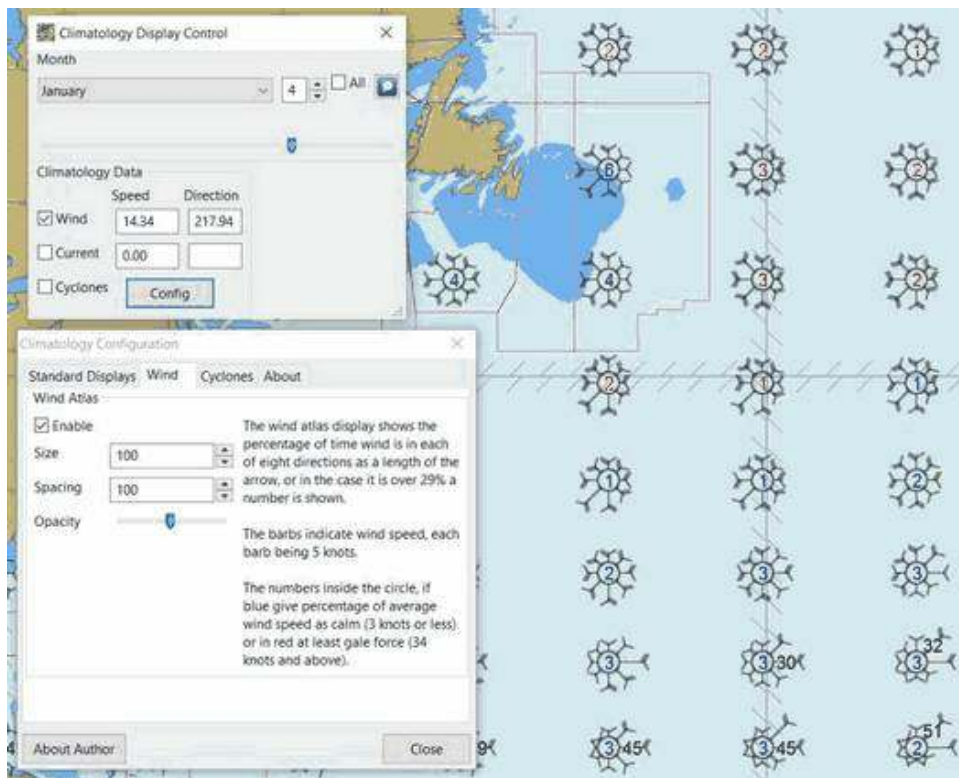 Climatology Display Control
Month
January
4
All
Climatology Data
Speed Direction
Wind 14.34 217.94
Current 0.00
Cyclones Config
Climatology Configuration
Standard Displays Wind Cyclones About
Wind Atlas
Enable
Size 100
Spacing 100
Opacity
The wind atlas display shows the
percentage of time wind is in each
of eight directions as a length of the
arrow, or in the case it is over 29% a
number is shown.
The barbs indicate wind speed, each
barb being 5 knots.
The numbers inside the circle, if
blue give percentage of average
wind speed as calm (3 knots or less)
or in red at least gale force (34
knots and above).
About Author Close
2 2 1
6 3 2
4 4 3 2
2 1 1
1 1 2
2 3 3
3 3 30 3 32
3 45 3 45 2 51